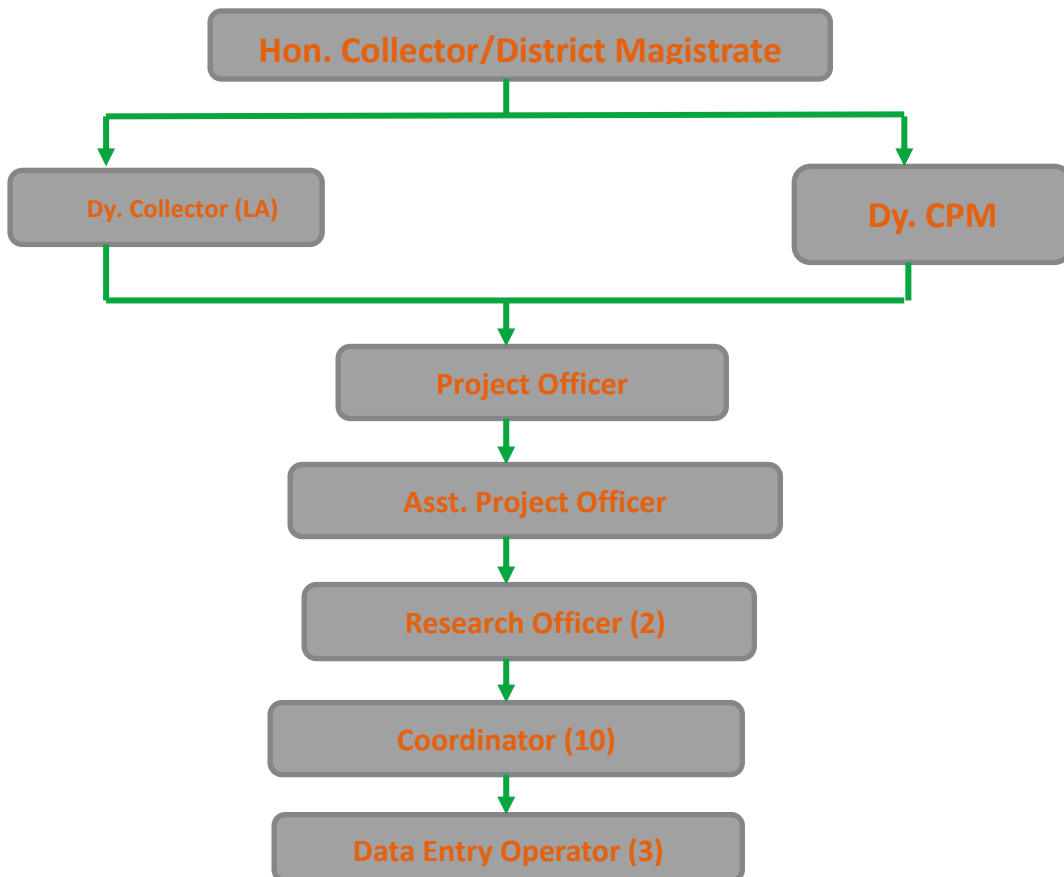 Hon. Collector/District Magistrate
Dy. Collector (LA)
Dy. CPM
Project Officer
Asst. Project Officer
Research Officer (2)
Coordinator (10)
Data Entry Operator (3)